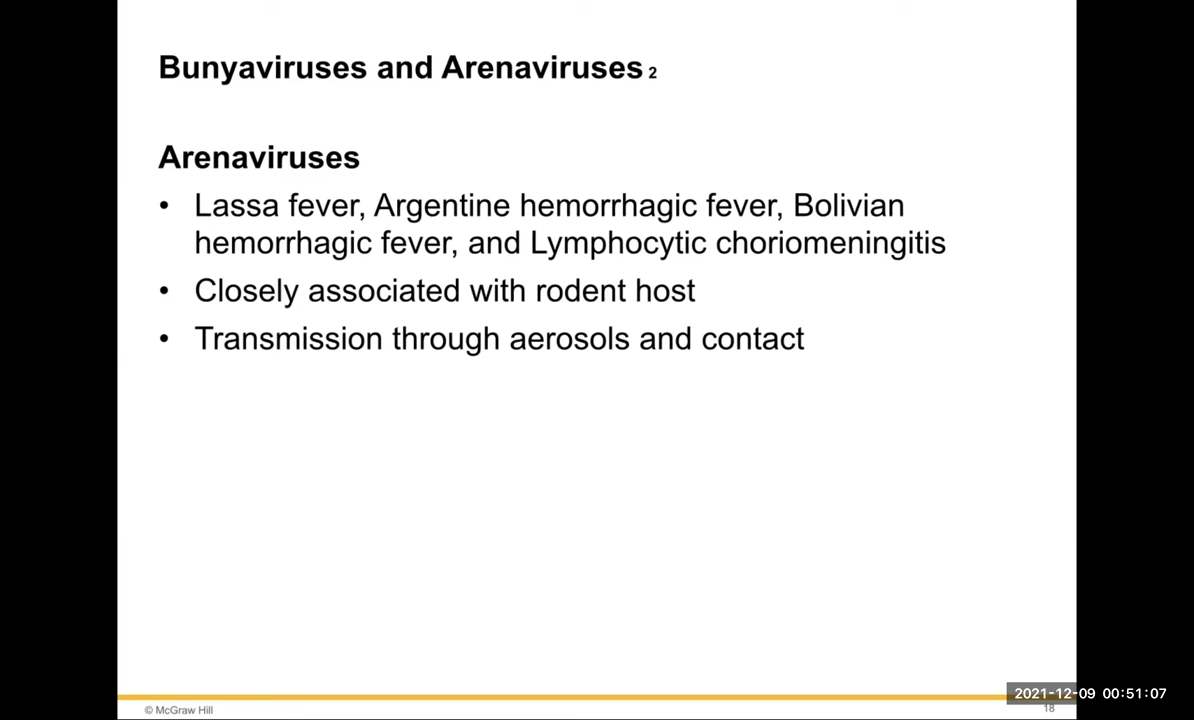 Bunyaviruses and Arenaviruses 2
Arenaviruses
• Lassa fever, Argentine hemorrhagic fever, Bolivian
hemorrhagic fever, and Lymphocytic choriomeningitis
• Closely associated with rodent host
• Transmission through aerosols and contact
2021-12-09 00:51:07
© McGraw Hill
18